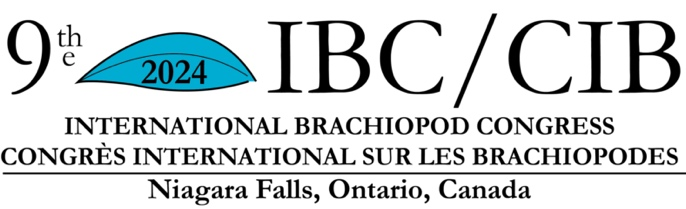 9th e 2024 IBC/CIB
INTERNATIONAL BRACHIOPOD CONGRESS
CONGRÈS INTERNATIONAL SUR LES BRACHIOPODES
Niagara Falls, Ontario, Canada